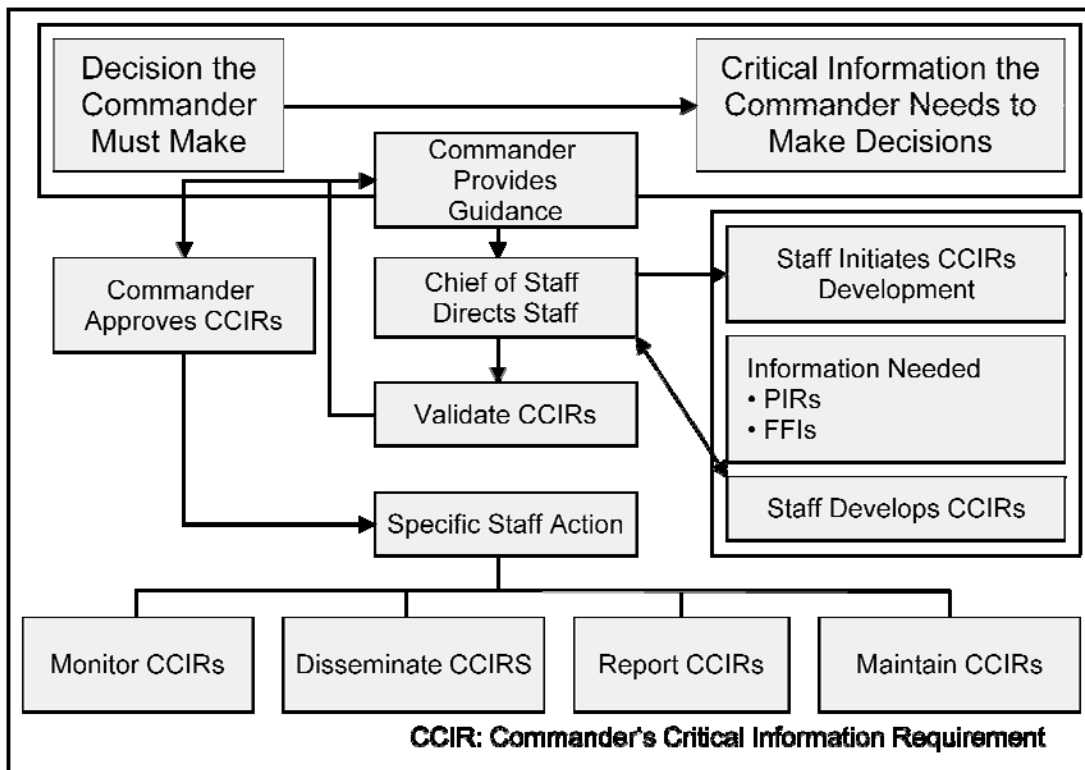 Decision the
Commander
Must Make
Critical Information the
Commander Needs to
Make Decisions
Commander
Provides
Guidance
Commander
Approves CCIRs
Chief of Staff
Directs Staff
Staff Initiates CCIRs
Development
Validate CCIRs
Information Needed
• PIRs
• FFIs
Staff Develops CCIRs
Specific Staff Action
Monitor CCIRs
Disseminate CCIRS
Report CCIRs
Maintain CCIRs
CCIR: Commander's Critical Information Requirement